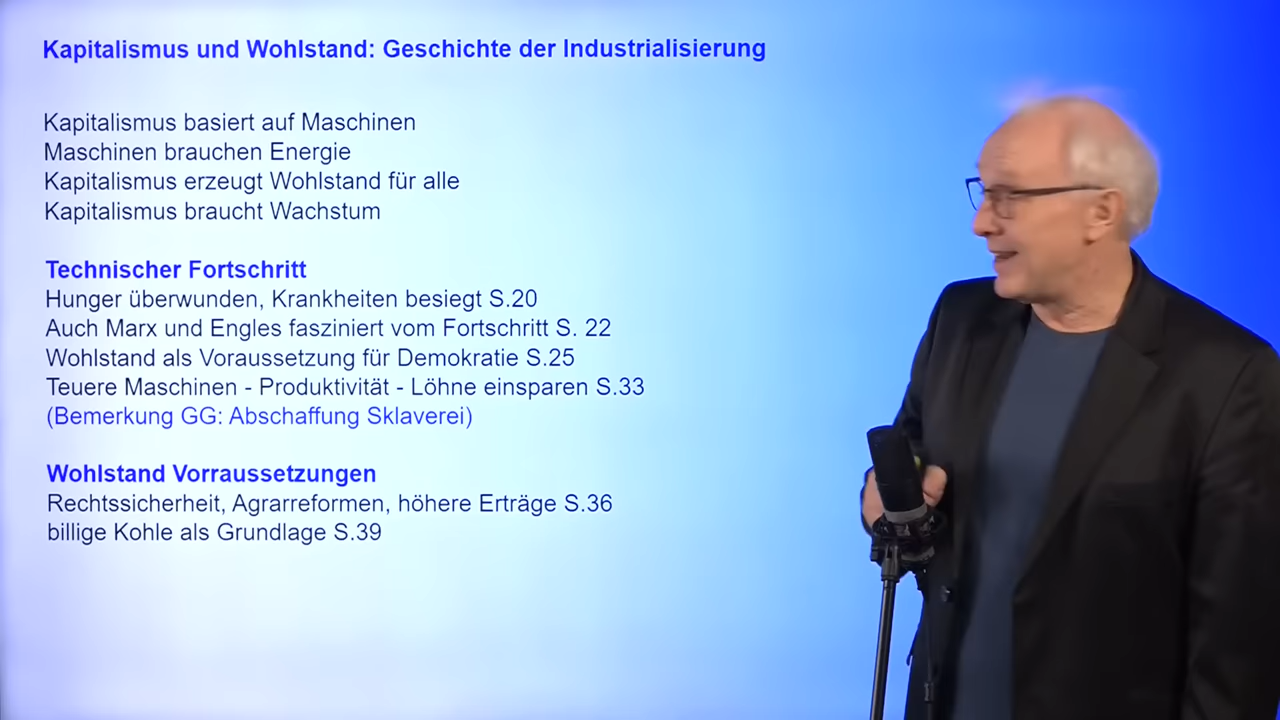 Kapitalismus und Wohlstand: Geschichte der Industrialisierung
Kapitalismus basiert auf Maschinen
Maschinen brauchen Energie
Kapitalismus erzeugt Wohlstand für alle
Kapitalismus braucht Wachstum
Technischer Fortschritt
Hunger überwunden, Krankheiten besiegt S.20
Auch Marx und Engles fasziniert vom Fortschritt S. 22
Wohlstand als Voraussetzung für Demokratie S.25
Teuere Maschinen - Produktivität - Löhne einsparen S.33
(Bemerkung GG: Abschaffung Sklaverei)
Wohlstand Vorraussetzungen
Rechtssicherheit, Agrarreformen, höhere Erträge S.36
billige Kohle als Grundlage S.39